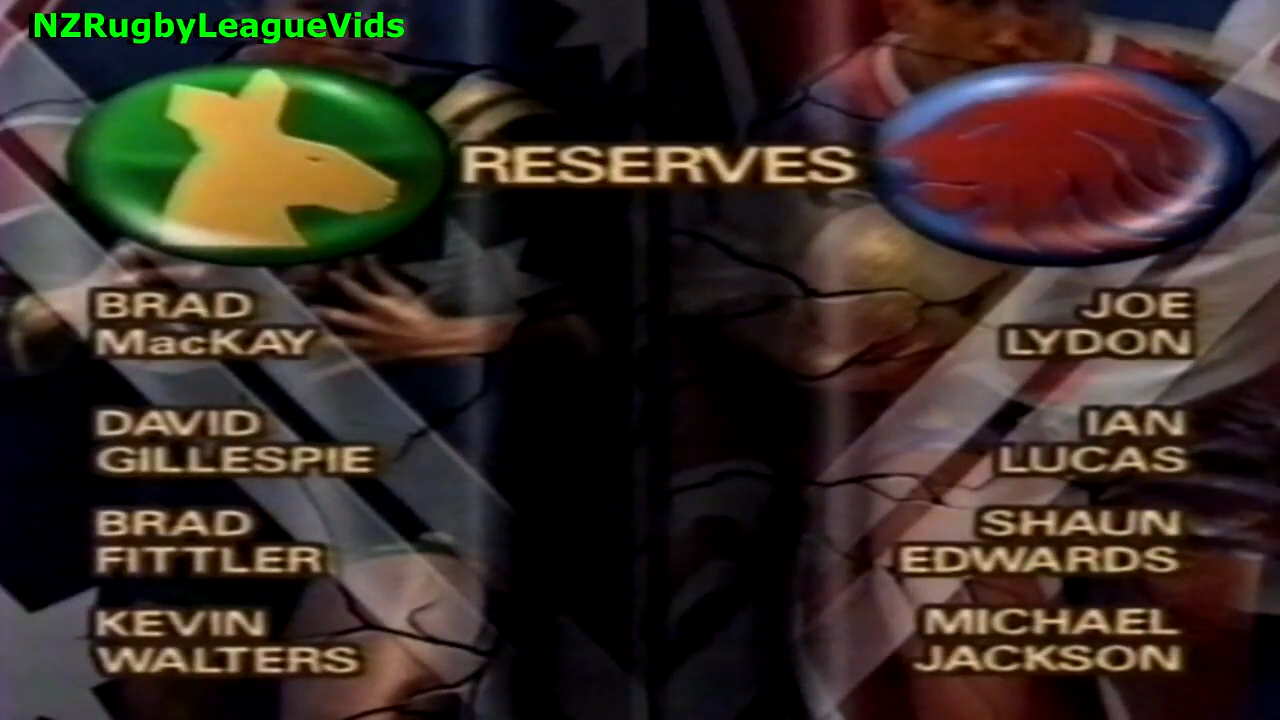 NZRugbyLeagueVids
RESERVES
BRAD
MacKAY
DAVID
GILLESPIE
BRAD
FITTLER
KEVIN
WALTERS
JOE
LYDON
IAN
LUCAS
SHAUN
EDWARDS
MICHAEL
JACKSON